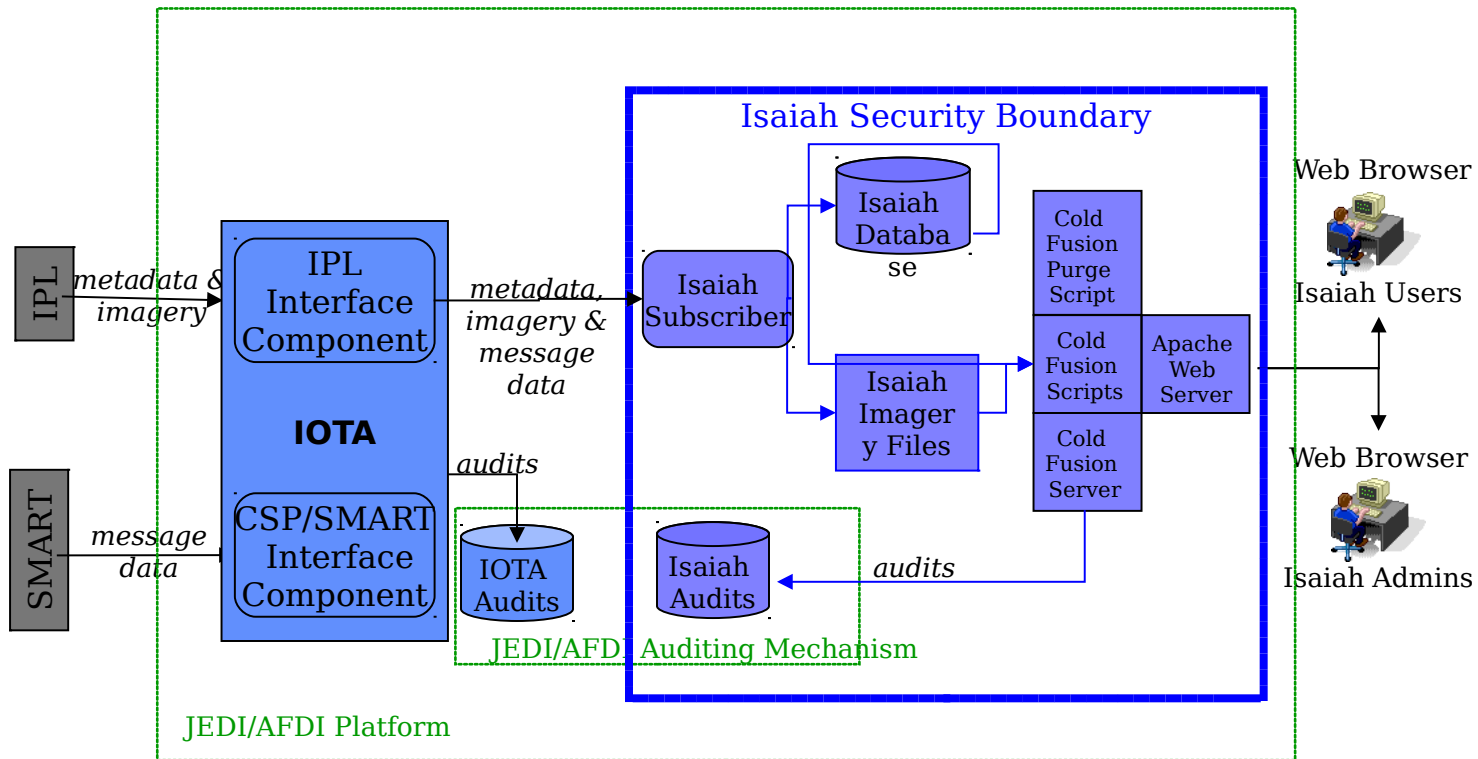 Isaiah Security Boundary
IPL
metadata &
imagery
IPL
Interface
Component
IOTA
SMART
message
data
CSP/SMART
Interface
Component
metadata,
imagery &
message
data
audits
IOTA
Audits
Isaiah
Subscriber
Isaiah
Databa
se
Isaiah
Imager
y Files
Cold
Fusion
Purge
Script
Cold
Fusion
Scripts
Cold
Fusion
Server
Apache
Web
Server
Isaiah
Audits
audits
JEDI/AFDI Auditing Mechanism
JEDI/AFDI Platform
Web Browser
Isaiah Users
Web Browser
Isaiah Admins